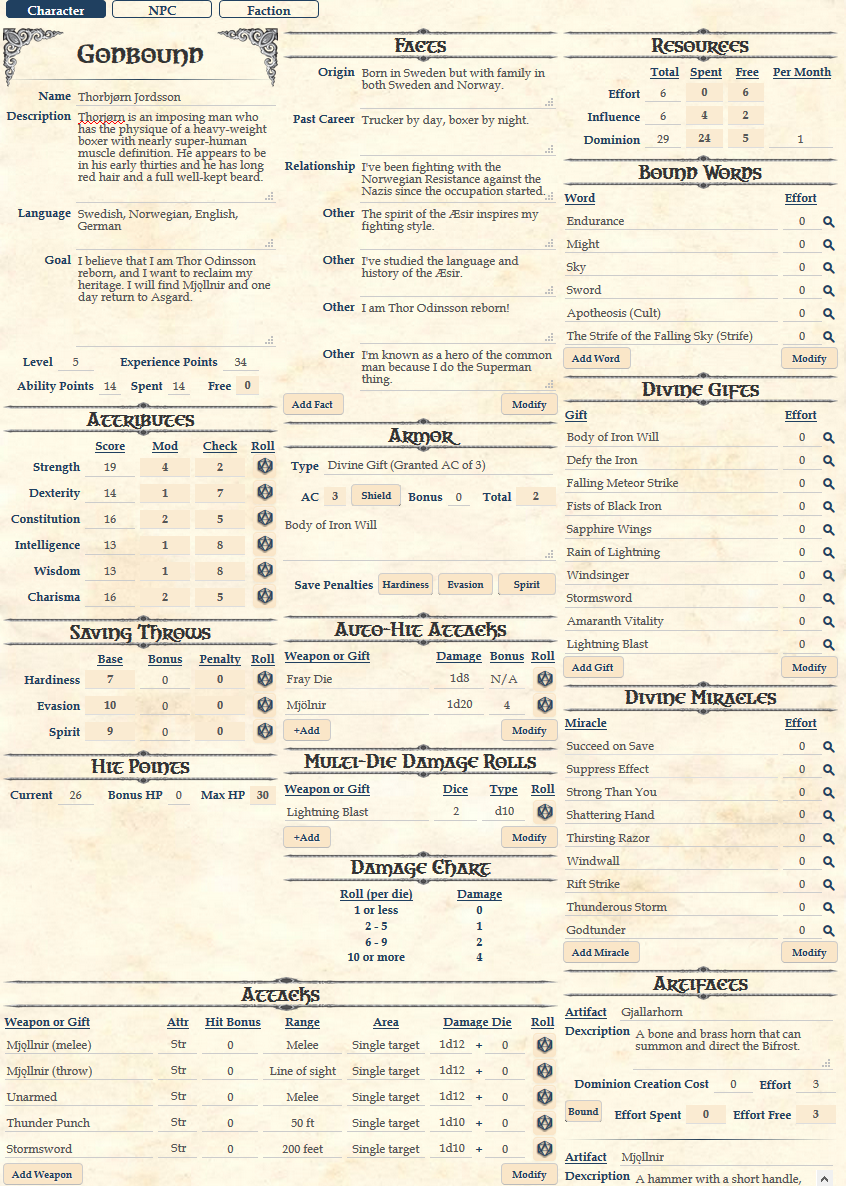 Character NPC Faction
Godbound
Name Thorbjørn Jordsson
Description Thorjørn is an imposing man who
has the physique of a heavy-weight
boxer with nearly super-human
muscle definition. He appears to be
in his early thirties and he has long
red hair and a full well-kept beard.
Language Swedish, Norwegian, English,
German
Goal I believe that I am Thor Odinsson
reborn, and I want to reclaim my
heritage. I will find Mjǫllnir and one
day return to Asgard.
Level 5 Experience Points 34
Ability Points 14 Spent 14 Free 0
Attributes
Score Mod Check Roll
Strength 19 4 2
Dexterity 14 1 7
Constitution 16 2 5
Intelligence 13 1 8
Wisdom 13 1 8
Charisma 16 2 5
Saving Throws
Base Bonus Penalty Roll
Hardiness 7 0 0
Evasion 10 0 0
Spirit 9 0 0
Hit Points
Current 26 Bonus HP 0 Max HP 30
Facts
Origin Born in Sweden but with family in
both Sweden and Norway.
Past Career Trucker by day, boxer by night.
Relationship I've been fighting with the
Norwegian Resistance against the
Nazis since the occupation started.
Other The spirit of the Æsir inspires my
fighting style.
Other I've studied the language and
history of the Æsir.
Other I am Thor Odinsson reborn!
Other I'm known as a hero of the common
man because I do the Superman
thing.
Add Fact Modify
Armor
Type Divine Gift (Granted AC of 3)
AC 3 Shield Bonus 0 Total 2
Body of Iron Will
Save Penalties Hardiness Evasion Spirit
Auto-Hit Attacks
Weapon or Gift Damage Bonus Roll
Fray Die 1d8 N/A
Mjölnir 1d20 4
+Add Modify
Multi-Die Damage Rolls
Weapon or Gift Dice Type Roll
Lightning Blast 2 d10
+Add Modify
Damage Chart
Roll (per die) Damage
1 or less 0
2 - 5 1
6 - 9 2
10 or more 4
Attacks
Weapon or Gift Attr Hit Bonus Range Area Damage Die Roll
Mjǫllnir (melee) Str 0 Melee Single target 1d12 + 0
Mjǫllnir (throw) Str 0 Line of sight Single target 1d12 + 0
Unarmed Str 0 Melee Single target 1d12 + 0
Thunder Punch Str 0 50 ft Single target 1d10 + 0
Stormsword Str 0 200 feet Single target 1d10 + 0
Add Weapon Modify
Resources
Total Spent Free Per Month
Effort 6 0 6
Influence 6 4 2
Dominion 29 24 5 1
Bound Words
Word Effort
Endurance 0
Might 0
Sky 0
Sword 0
Apotheosis (Cult) 0
The Strife of the Falling Sky (Strife) 0
Add Word Modify
Divine Gifts
Gift Effort
Body of Iron Will 0
Defy the Iron 0
Falling Meteor Strike 0
Fists of Black Iron 0
Sapphire Wings 0
Rain of Lightning 0
Windsinger 0
Stormsword 0
Amaranth Vitality 0
Lightning Blast 0
Add Gift Modify
Divine Miracles
Miracle Effort
Succeed on Save 0
Suppress Effect 0
Strong Than You 0
Shattering Hand 0
Thirsting Razor 0
Windwall 0
Rift Strike 0
Thunderous Storm 0
Godtunder 0
Add Miracle Modify
Artifacts
Artifact Gjallarhorn
Dexcription A bone and brass horn that can
summon and direct the Bifrost.
Dominion Creation Cost 0 Effort 3
Bound Effort Spent 0 Effort Free 3
Artifact Mjǫllnir
Dexcription A hammer with a short handle,